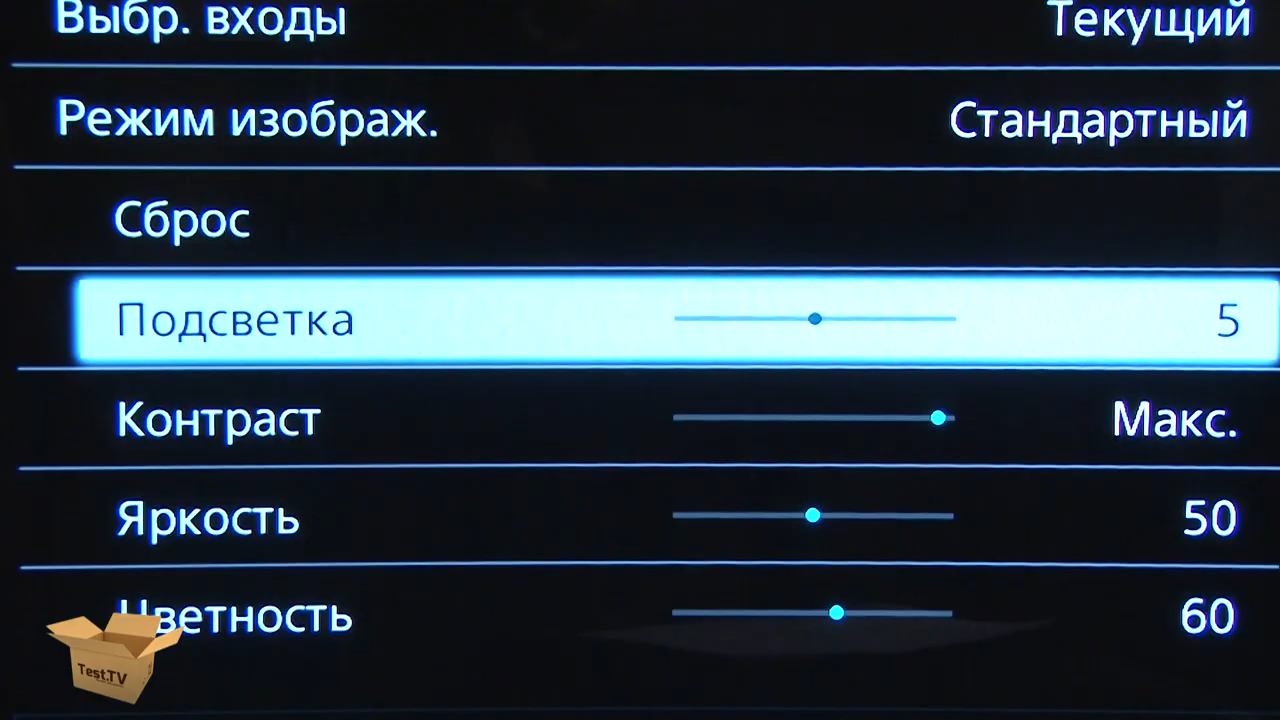 Выбр. входы Текущий
Режим изображ. Стандартный
Сброс
Подсветка 5
Контраст Макс.
Яркость 50
Цветность 60
Test.TV